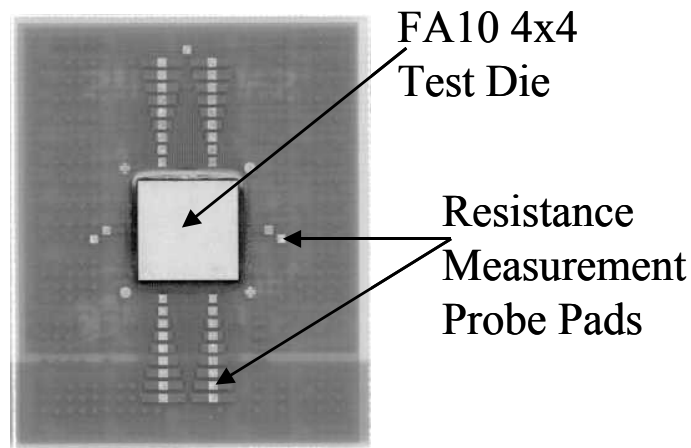 FA10 4x4
Test Die
Resistance
Measurement
Probe Pads